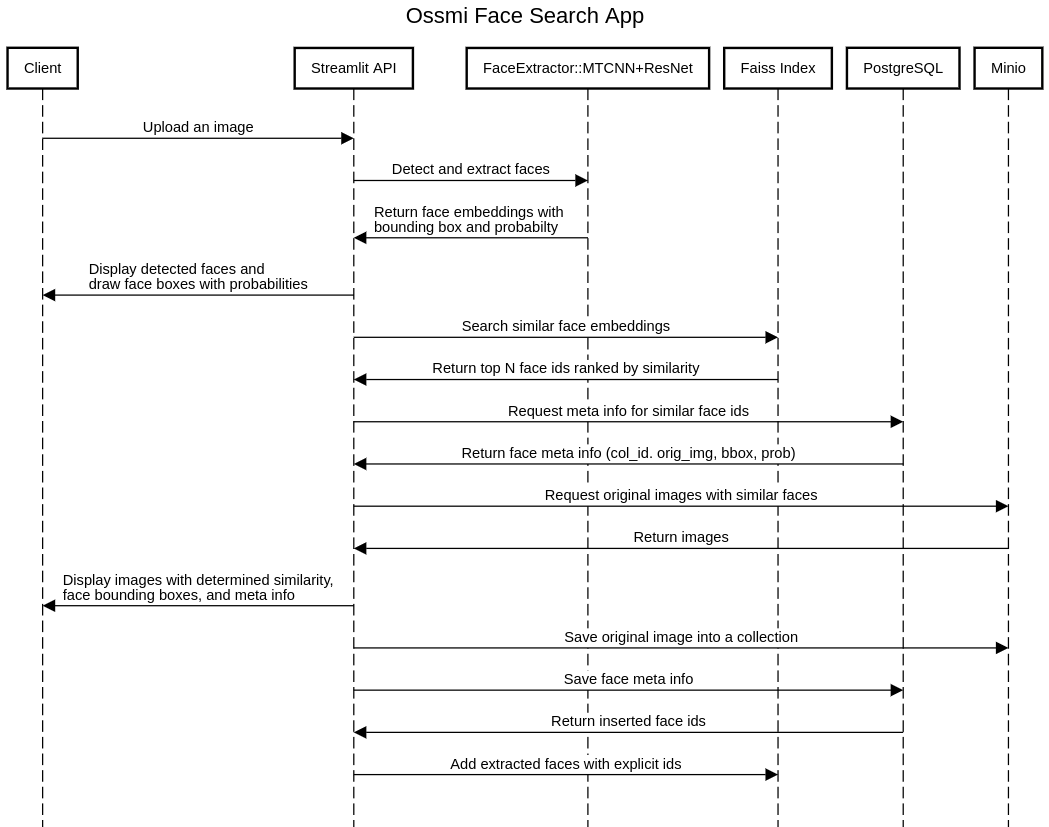 Ossmi Face Search App
Client
Streamlit API
FaceExtractor::MTCNN+ResNet
Faiss Index
PostgreSQL
Minio
Upload an image
Detect and extract faces
Return face embeddings with
bounding box and probabilty
Display detected faces and
draw face boxes with probabilities
Search similar face embeddings
Return top N face ids ranked by similarity
Request meta info for similar face ids
Return face meta info (col_id. orig_img, bbox, prob)
Request original images with similar faces
Return images
Display images with determined similarity,
face bounding boxes, and meta info
Save original image into a collection
Save face meta info
Return inserted face ids
Add extracted faces with explicit ids